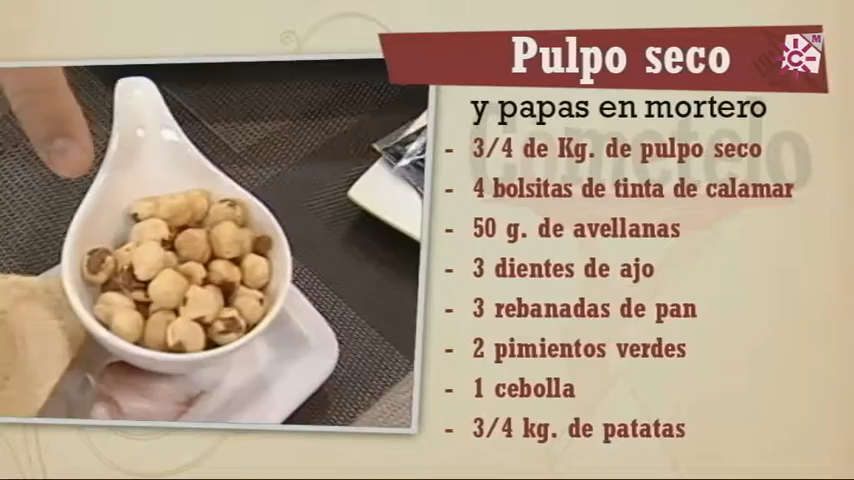 Pulpo seco
M
y papas en mortero
Cómetelo
- 3/4 de Kg. de pulpo seco
- 4 bolsitas de tinta de calamar
- 50 g. de avellanas
- 3 dientes de ajo
- 3 rebanadas de pan
- 2 pimientos verdes
- 1 cebolla
- 3/4 kg. de patatas